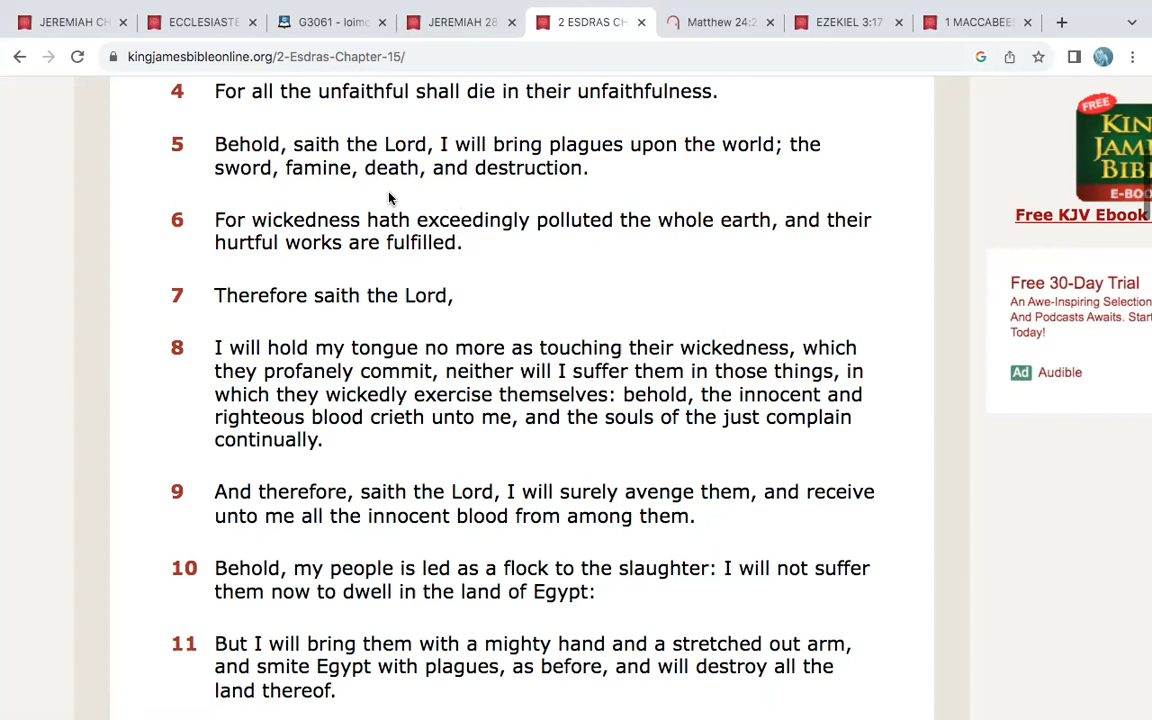 JEREMIAH CH
ECCLESIASTE
G3061 - loimo
JEREMIAH 28
2 ESDRAS CH
Matthew 24:2
EZEKIEL 3:17
1 MACCABEE
kingjamesbibleonline.org/2-Esdras-Chapter-15/
4 For all the unfaithful shall die in their unfaithfulness.
5 Behold, saith the Lord, I will bring plagues upon the world; the
sword, famine, death, and destruction.
6 For wickedness hath exceedingly polluted the whole earth, and their
hurtful works are fulfilled.
7 Therefore saith the Lord,
8 I will hold my tongue no more as touching their wickedness, which
they profanely commit, neither will I suffer them in those things, in
which they wickedly exercise themselves: behold, the innocent and
righteous blood crieth unto me, and the souls of the just complain
continually.
9 And therefore, saith the Lord, I will surely avenge them, and receive
unto me all the innocent blood from among them.
10 Behold, my people is led as a flock to the slaughter: I will not suffer
them now to dwell in the land of Egypt:
11 But I will bring them with a mighty hand and a stretched out arm,
and smite Egypt with plagues, as before, and will destroy all the
land thereof.
FREE
KIN
JAM
BIB
E-BOO
Free KJV Ebook
Free 30-Day Trial
An Awe-Inspiring Selection
And Podcasts Awaits. Start
Today!
Ad Audible